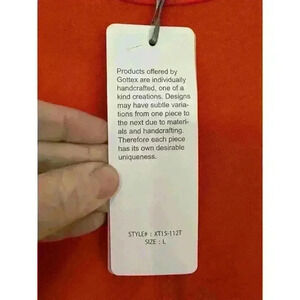 Products offered by
Gottex are individually
handcrafted, one of a
kind creations. Designs
may have subtle varia-
tions from one piece to
the next due to materi-
als and handcrafting.
Therefore each piece
has its own desirable
uniqueness.
STYLE# : XT15-112T
SIZE : L